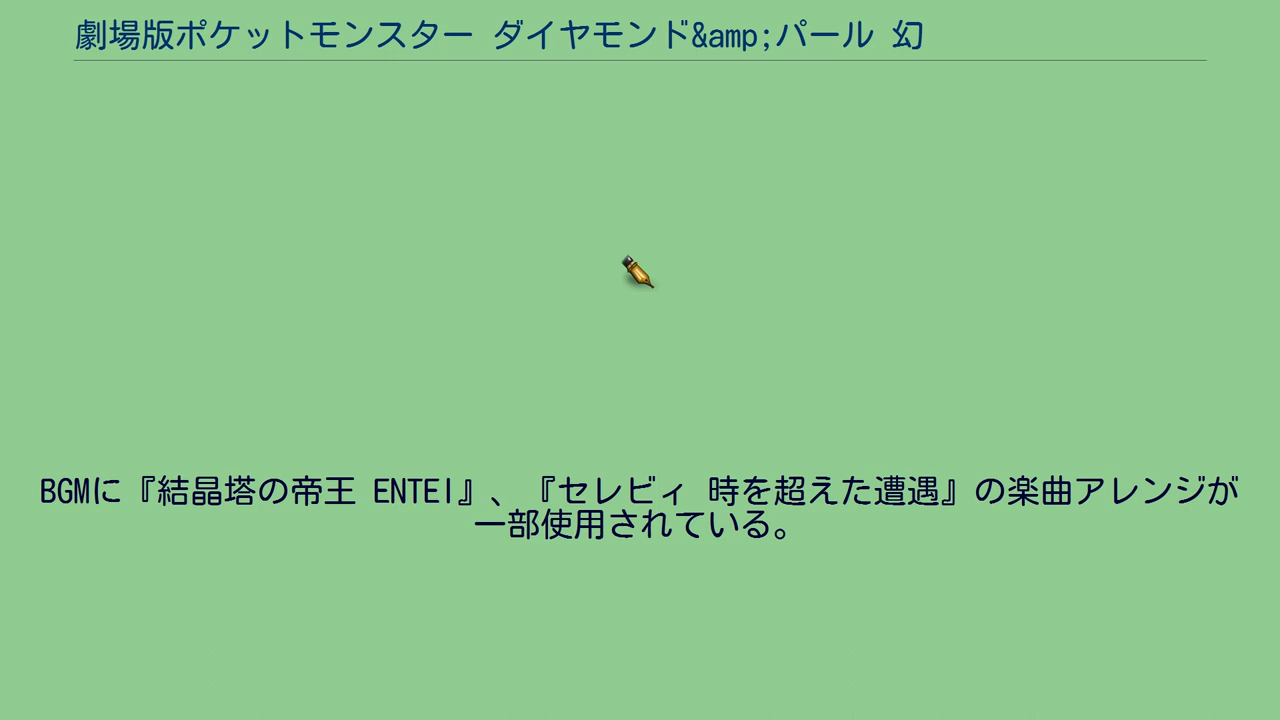 劇場版ポケットモンスター ダイヤモンド&amp;パール 幻
BGMに『結晶塔の帝王 ENTEI』、『セレビィ 時を超えた遭遇』の楽曲アレンジが
一部使用されている。